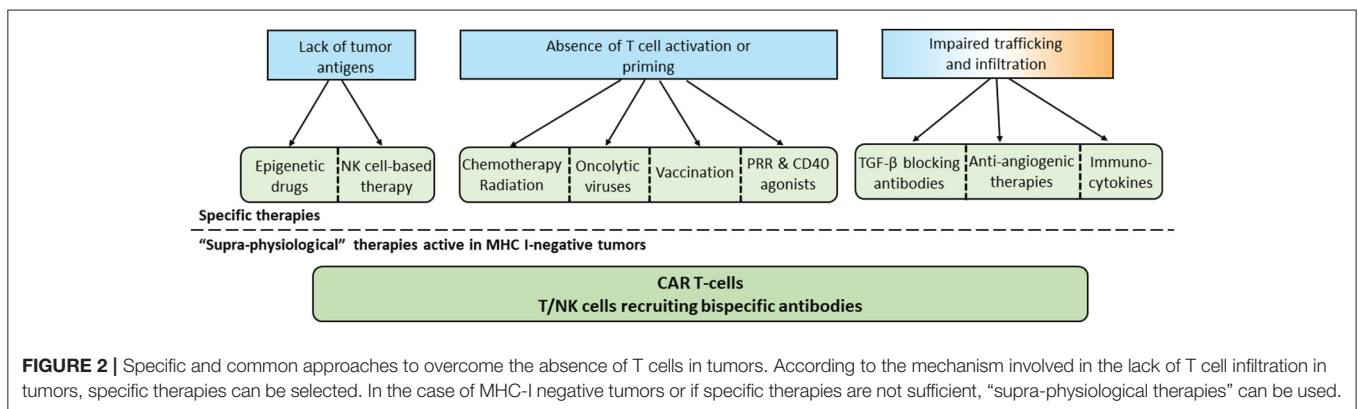 Lack of tumor
antigens
Absence of T cell activation or
priming
Impaired trafficking
and infiltration
Epigenetic
drugs
NK cell-based
therapy
Chemotherapy
Radiation
Oncolytic
viruses
Vaccination
PRR & CD40
agonists
TGF-β blocking
antibodies
Anti-angiogenic
therapies
Immuno-
cytokines
Specific therapies
“Supra-physiological” therapies active in MHC I-negative tumors
CAR T-cells
T/NK cells recruiting bispecific antibodies
FIGURE 2 | Specific and common approaches to overcome the absence of T cells in tumors. According to the mechanism involved in the lack of T cell infiltration in
tumors, specific therapies can be selected. In the case of MHC-I negative tumors or if specific therapies are not sufficient, “supra-physiological therapies” can be used.